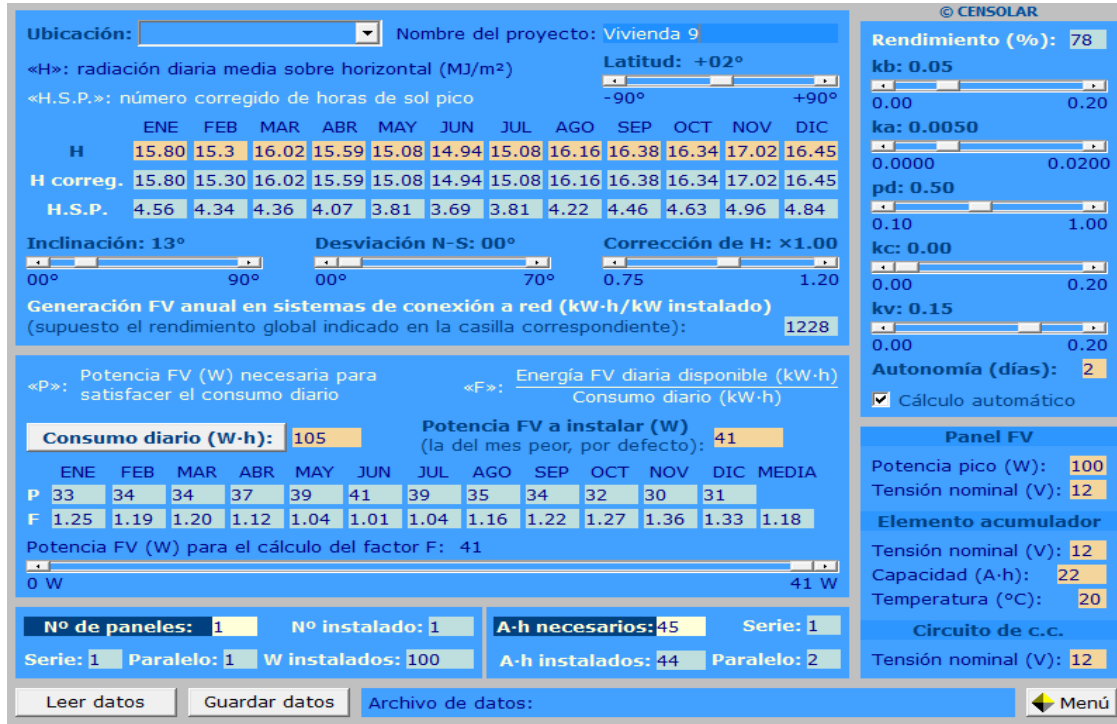 Ubicación: Nombre del proyecto: Vivienda 9
«H»: radiación diaria media sobre horizontal (MJ/m²) Latitud: +02°
«H.S.P.»: número corregido de horas de sol pico -90° +90°
ENE FEB MAR ABR MAY JUN JUL AGO SEP OCT NOV DIC
H 15.80 15.3 16.02 15.59 15.08 14.94 15.08 16.16 16.38 16.34 17.02 16.45
H correg. 15.80 15.30 16.02 15.59 15.08 14.94 15.08 16.16 16.38 16.34 17.02 16.45
H.S.P. 4.56 4.34 4.36 4.07 3.81 3.69 3.81 4.22 4.46 4.63 4.96 4.84
Inclinación: 13° Desviación N-S: 00° Corrección de H: ×1.00
00° 90° 00° 70° 0.75 1.20
Generación FV anual en sistemas de conexión a red (kW·h/kW instalado)
(supuesto el rendimiento global indicado en la casilla correspondiente): 1228
«P»: Potencia FV (W) necesaria para
satisfacer el consumo diario
«F»: Energía FV diaria disponible (kW·h)
Consumo diario (kW·h)
Consumo diario (W·h): 105
Potencia FV a instalar (W)
(la del mes peor, por defecto): 41
ENE FEB MAR ABR MAY JUN JUL AGO SEP OCT NOV DIC MEDIA
P 33 34 34 37 39 41 39 35 34 32 30 31
F 1.25 1.19 1.20 1.12 1.04 1.01 1.04 1.16 1.22 1.27 1.36 1.33 1.18
Potencia FV (W) para el cálculo del factor F: 41
0 W 41 W
Nº de paneles: 1 Nº instalado: 1
Serie: 1 Paralelo: 1 W instalados: 100
A·h necesarios: 45 Serie: 1
A·h instalados: 44 Paralelo: 2
© CENSOLAR
Rendimiento (%): 78
kb: 0.05
0.00 0.20
ka: 0.0050
0.0000 0.0200
pd: 0.50
0.10 1.00
kc: 0.00
0.00 0.20
kv: 0.15
0.00 0.20
Autonomía (días): 2
Cálculo automático
Panel FV
Potencia pico (W): 100
Tensión nominal (V): 12
Elemento acumulador
Tensión nominal (V): 12
Capacidad (A·h): 22
Temperatura (°C): 20
Circuito de c.c.
Tensión nominal (V): 12
Leer datos Guardar datos Archivo de datos: Menú